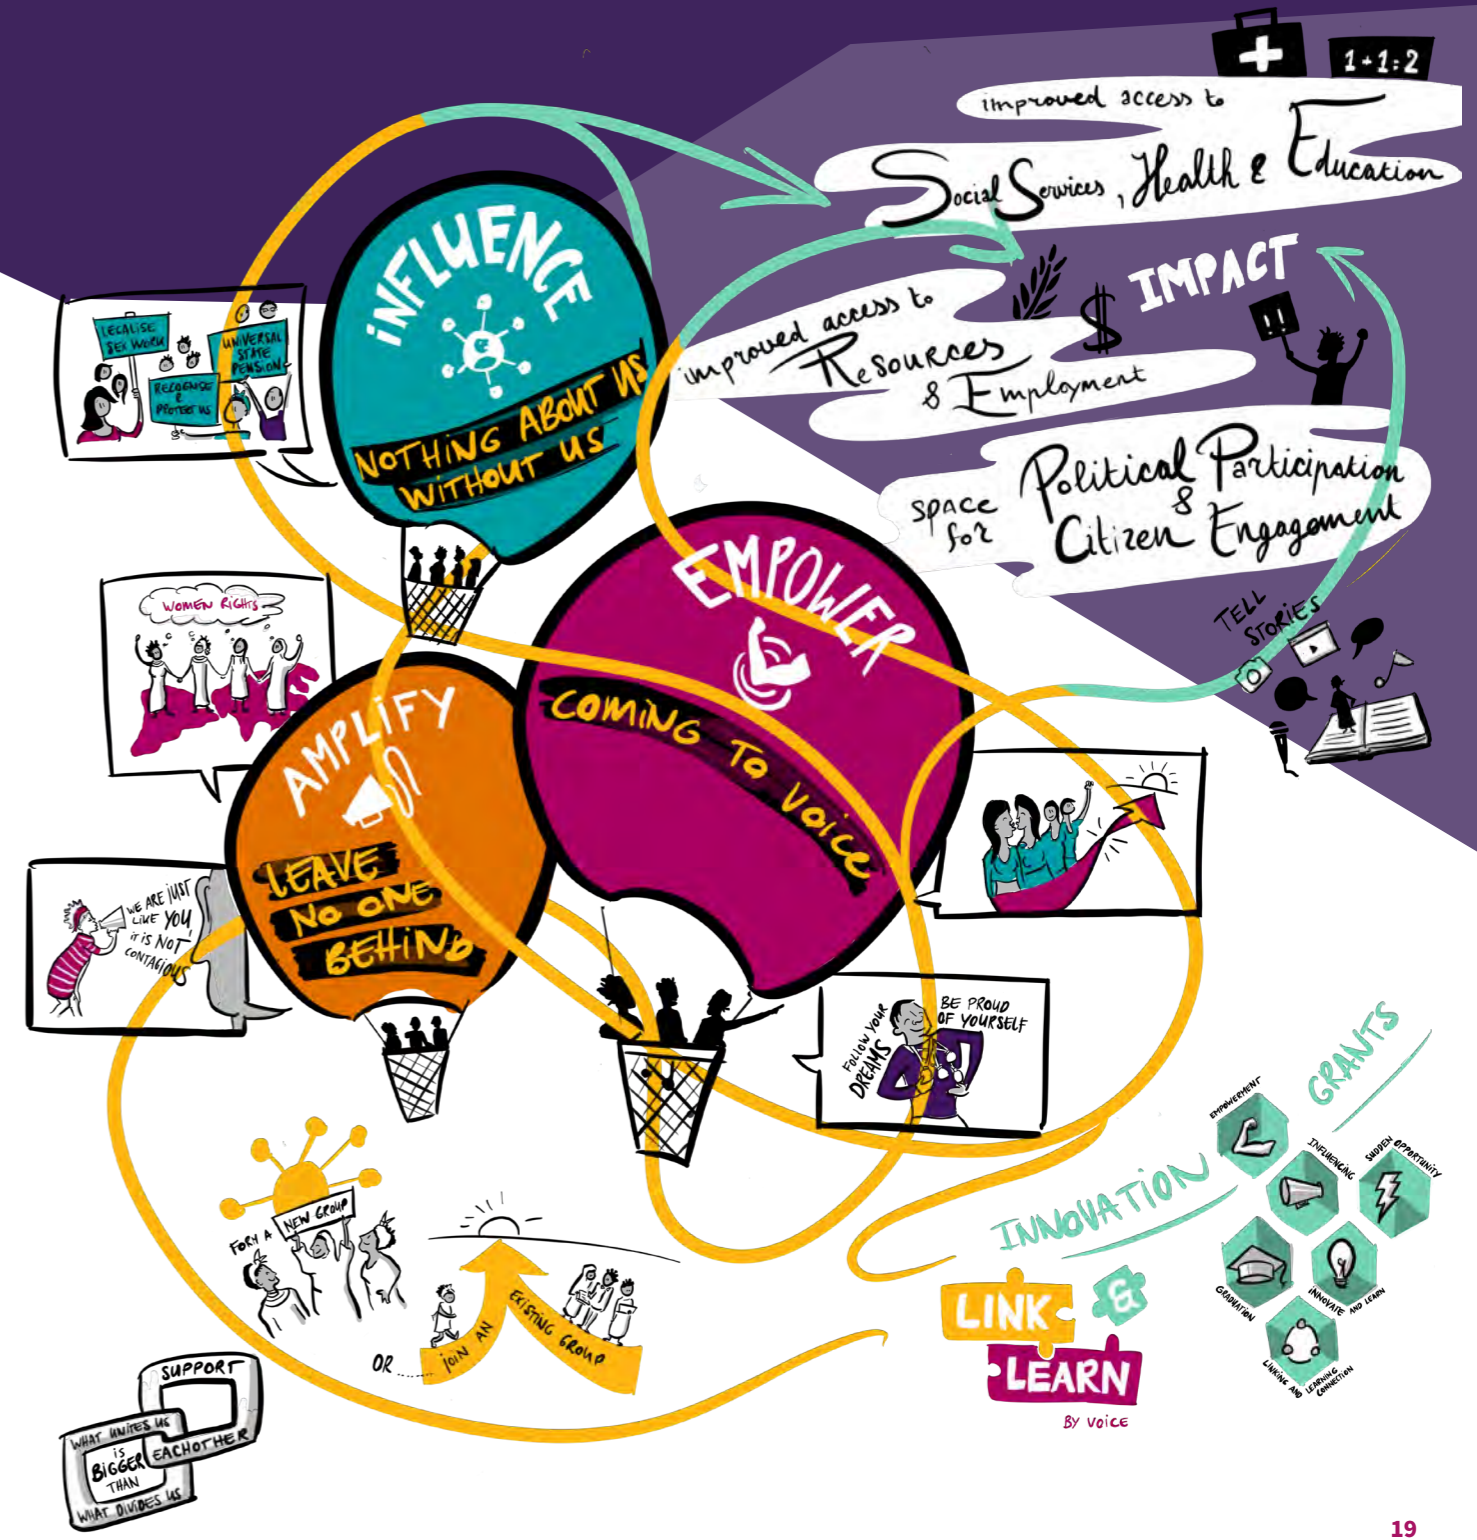 1+1:2
improved access to
Social Services, Health & Education
IMPACT
!!
improved access to
Resources
$
& Employment
space
for
Political Participation
&
Citizen Engagement
TELL
STORIES
INFLUENCE
NOTHING ABOUT US
WITHOUT US
LEGALISE
SEX WORK
UNIVERSAL
STATE
PENSION
RECOGNISE
&
PROTECT US
EMPOWER
COMING TO VOICE
WOMEN RIGHTS
AMPLIFY
LEAVE
NO ONE
BEHIND
WE ARE JUST
LIKE YOU,
IT IS NOT
CONTAGIOUS
FOLLOW YOUR
DREAMS
BE PROUD
OF YOURSELF
FORM A
NEW GROUP
OR ......
JOIN AN
EXISTING GROUP
SUPPORT
EACHOTHER
WHAT UNITES US
IS
BIGGER
THAN
WHAT DIVIDES US
INNOVATION
GRANTS
EMPOWERMENT
INFLUENCING
SUDDEN OPPORTUNITY
GRADUATION
INNOVATE AND LEARN
LINKING AND LEARNING
CONNECTION
LINK
&
LEARN
BY VOICE
19